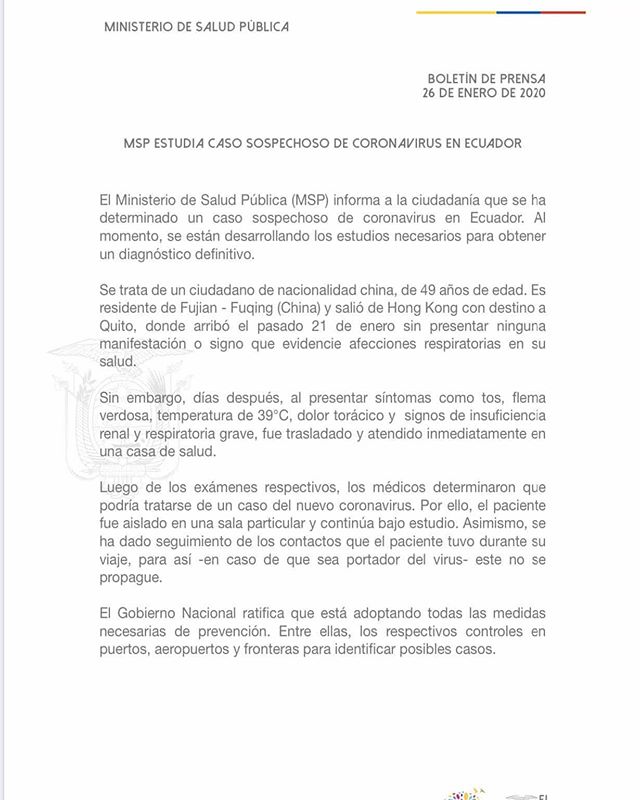 MINISTERIO DE SALUD PÚBLICA
BOLETÍN DE PRENSA
26 DE ENERO DE 2020
MSP ESTUDIA CASO SOSPECHOSO DE CORONAVIRUS EN ECUADOR
El Ministerio de Salud Pública (MSP) informa a la ciudadanía que se ha
determinado un caso sospechoso de coronavirus en Ecuador. Al
momento, se están desarrollando los estudios necesarios para obtener
un diagnóstico definitivo.
Se trata de un ciudadano de nacionalidad china, de 49 años de edad. Es
residente de Fujian - Fuqing (China) y salió de Hong Kong con destino a
Quito, donde arribó el pasado 21 de enero sin presentar ninguna
manifestación o signo que evidencie afecciones respiratorias en su
salud.
Sin embargo, días después, al presentar síntomas como tos, flema
verdosa, temperatura de 39°C, dolor torácico y signos de insuficiencia
renal y respiratoria grave, fue trasladado y atendido inmediatamente en
una casa de salud.
Luego de los exámenes respectivos, los médicos determinaron que
podría tratarse de un caso del nuevo coronavirus. Por ello, el paciente
fue aislado en una sala particular y continúa bajo estudio. Asimismo, se
ha dado seguimiento de los contactos que el paciente tuvo durante su
viaje, para así -en caso de que sea portador del virus- este no se
propague.
El Gobierno Nacional ratifica que está adoptando todas las medidas
necesarias de prevención. Entre ellas, los respectivos controles en
puertos, aeropuertos y fronteras para identificar posibles casos.